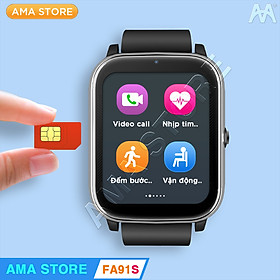 AMA STORE
Video call
Nhịp tim..
Đếm bước..
Vận động..
AMA STORE
FA91S